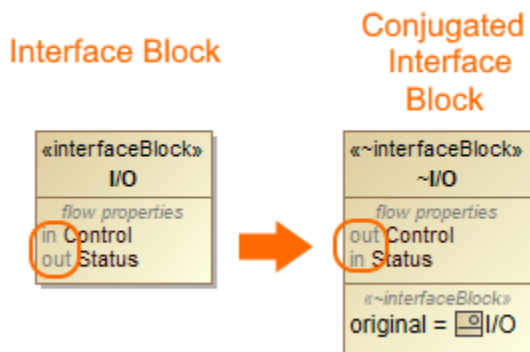 Interface Block
Conjugated
Interface
Block
«interfaceBlock»
I/O
flow properties
in Control
out Status
«~interfaceBlock»
~I/O
flow properties
out Control
in Status
«~interfaceBlock»
original = I/O